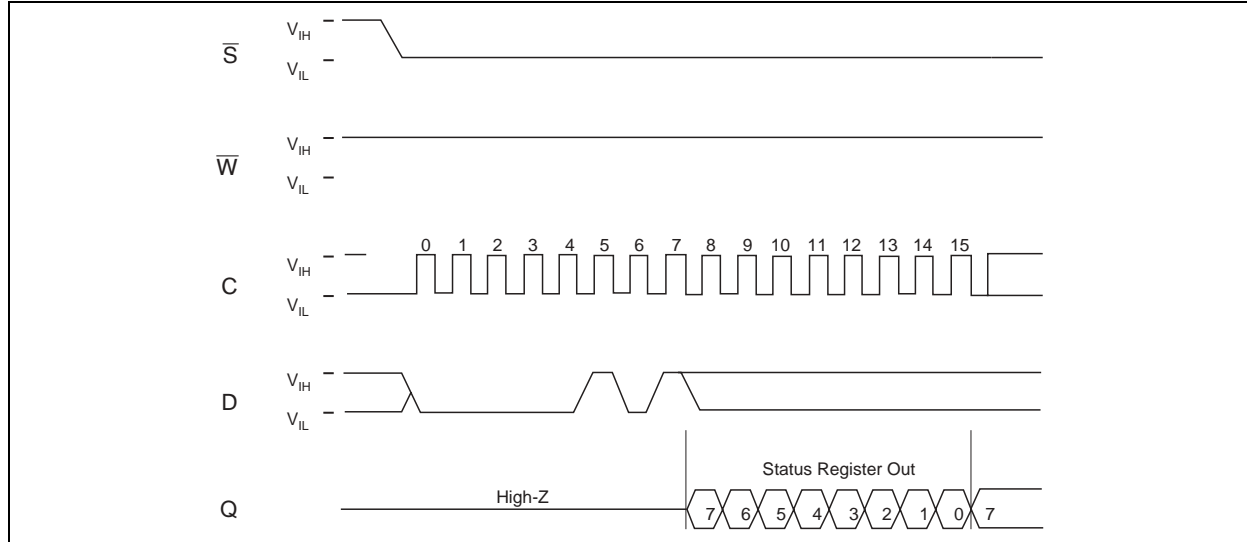 S̅
V_IH
V_IL
W̅
V_IH
V_IL
0 1 2 3 4 5 6 7 8 9 10 11 12 13 14 15
C
V_IH
V_IL
D
V_IH
V_IL
Status Register Out
Q
High-Z
7 6 5 4 3 2 1 0 7